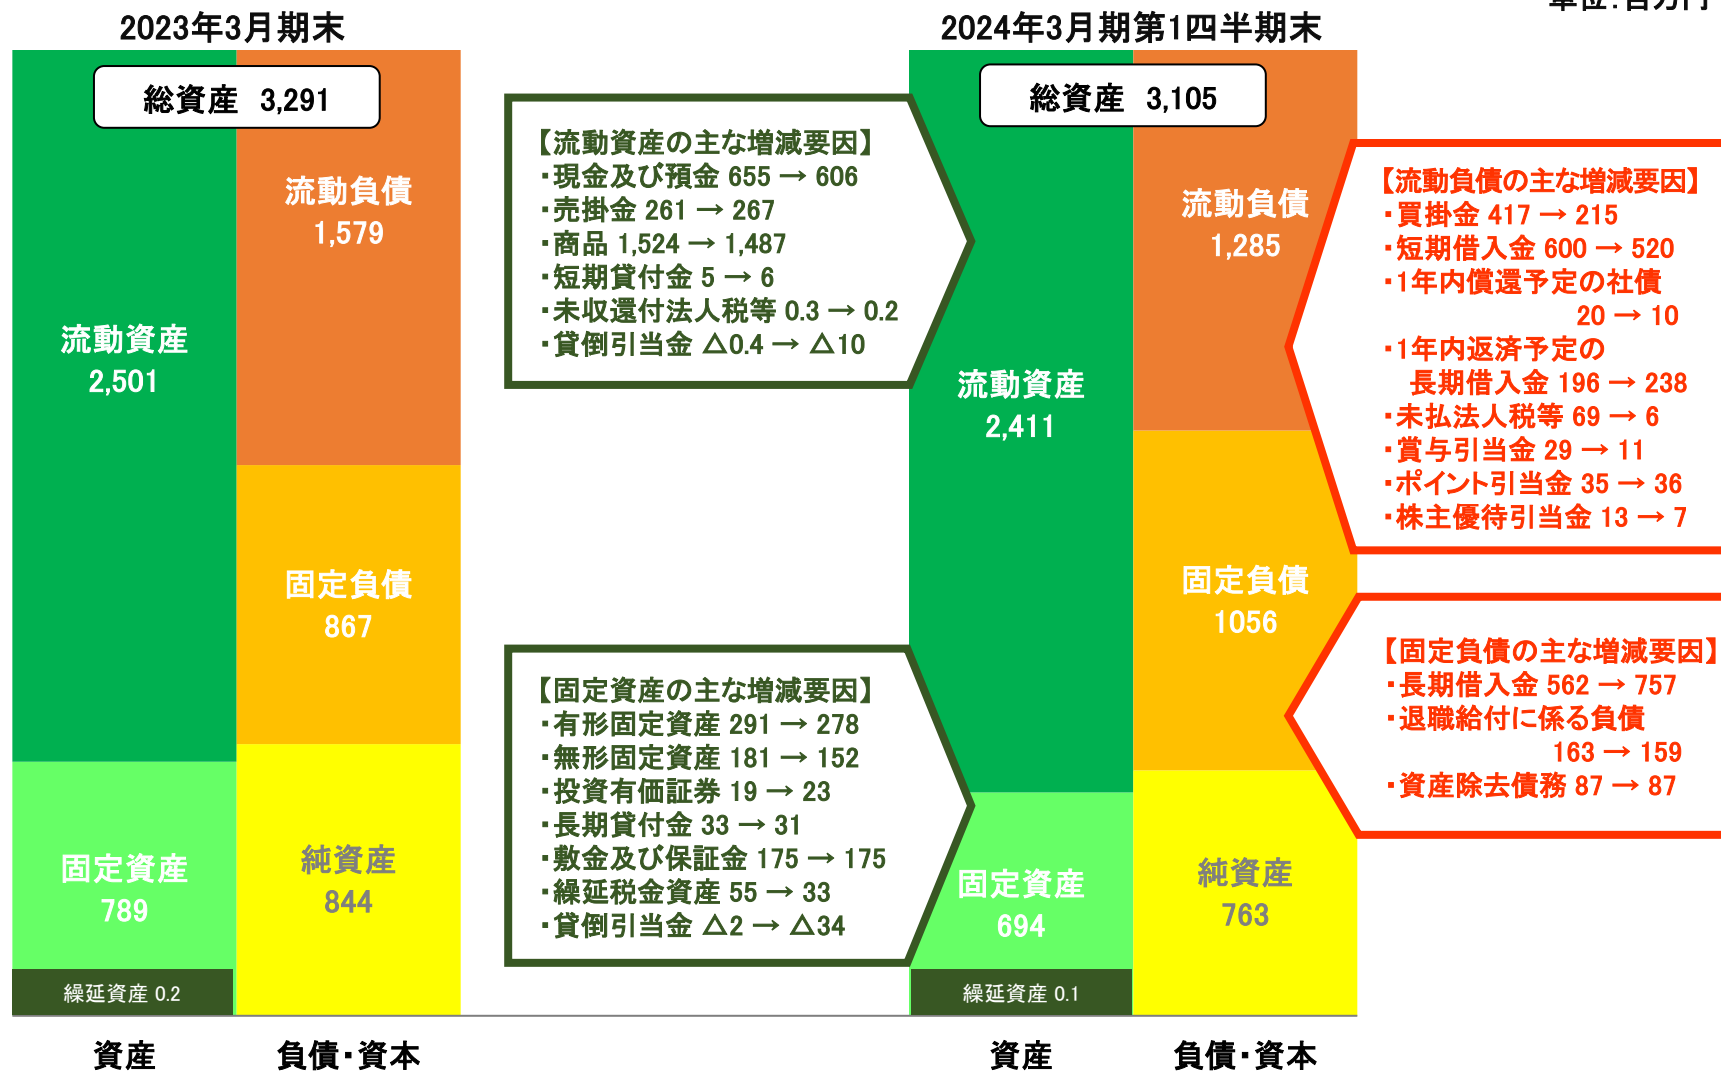 単位：百万円
2023年3月期末
総資産 3,291
流動資産
2,501
固定資産
789
繰延資産 0.2
流動負債
1,579
固定負債
867
純資産
844
資産
負債・資本
【流動資産の主な増減要因】
・現金及び預金 655 → 606
・売掛金 261 → 267
・商品 1,524 → 1,487
・短期貸付金 5 → 6
・未収還付法人税等 0.3 → 0.2
・貸倒引当金 △0.4 → △10
【固定資産の主な増減要因】
・有形固定資産 291 → 278
・無形固定資産 181 → 152
・投資有価証券 19 → 23
・長期貸付金 33 → 31
・敷金及び保証金 175 → 175
・繰延税金資産 55 → 33
・貸倒引当金 △2 → △34
2024年3月期第1四半期末
総資産 3,105
流動資産
2,411
固定資産
694
繰延資産 0.1
流動負債
1,285
固定負債
1056
純資産
763
資産
負債・資本
【流動負債の主な増減要因】
・買掛金 417 → 215
・短期借入金 600 → 520
・1年内償還予定の社債
20 → 10
・1年内返済予定の
長期借入金 196 → 238
・未払法人税等 69 → 6
・賞与引当金 29 → 11
・ポイント引当金 35 → 36
・株主優待引当金 13 → 7
【固定負債の主な増減要因】
・長期借入金 562 → 757
・退職給付に係る負債
163 → 159
・資産除去債務 87 → 87